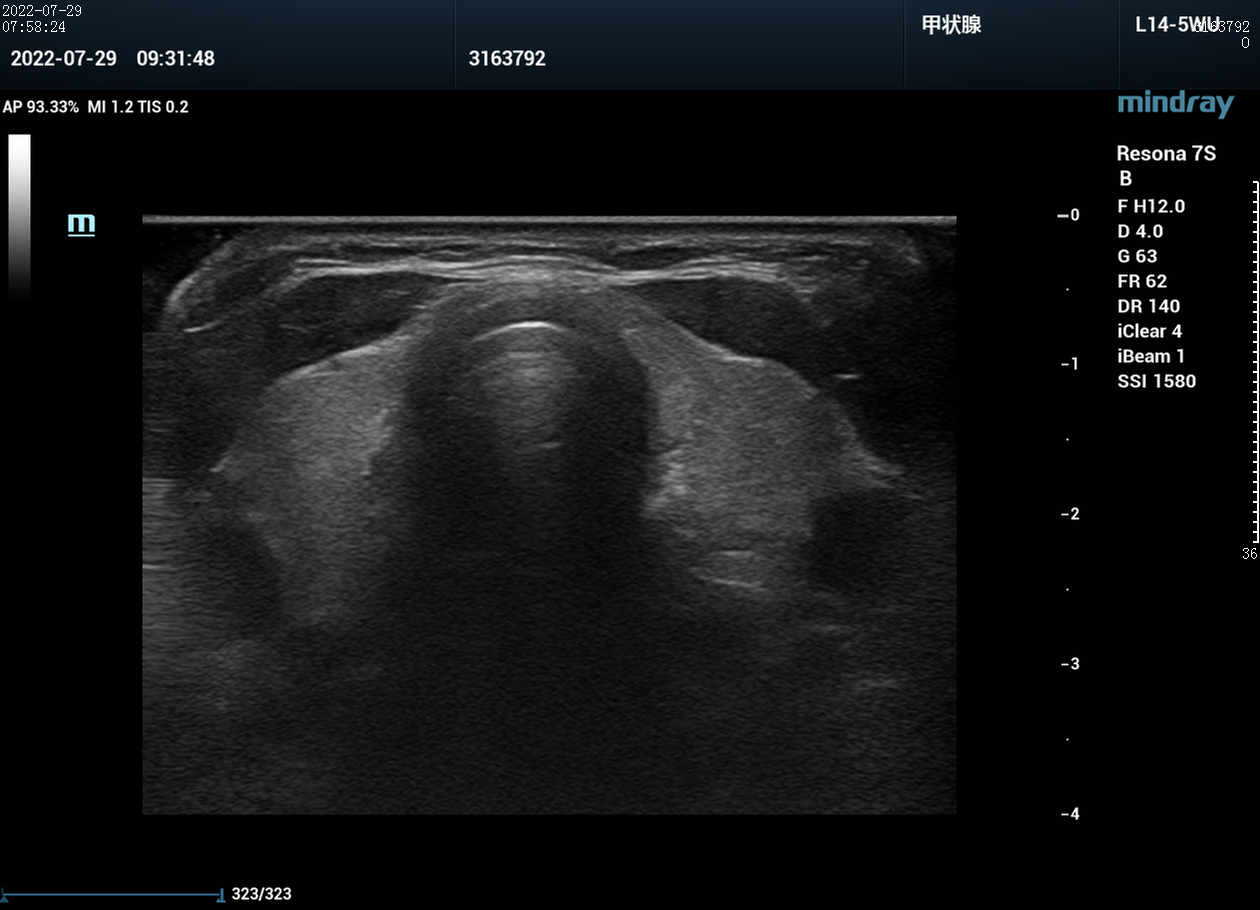 2022-07-29
07:58:24
2022-07-29 09:31:48
3163792
甲状腺
L14-5WU
3163792
0
AP 93.33% MI 1.2 TIS 0.2
mindray
Resona 7S
B
F H12.0
D 4.0
G 63
FR 62
DR 140
iClear 4
iBeam 1
SSI 1580
m
0
-1
-2
-3
-4
36
323/323